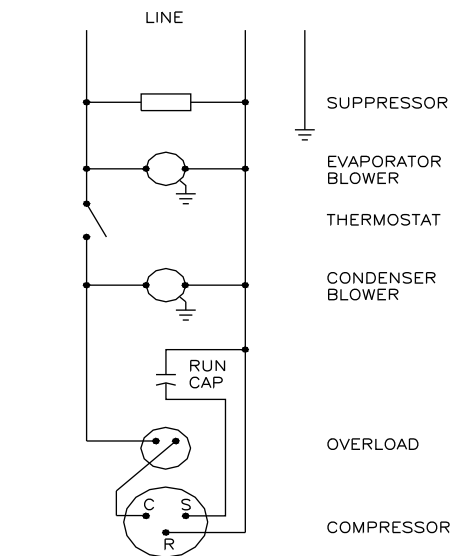 LINE
SUPPRESSOR
EVAPORATOR
BLOWER
THERMOSTAT
CONDENSER
BLOWER
RUN
CAP
OVERLOAD
C S
R
COMPRESSOR